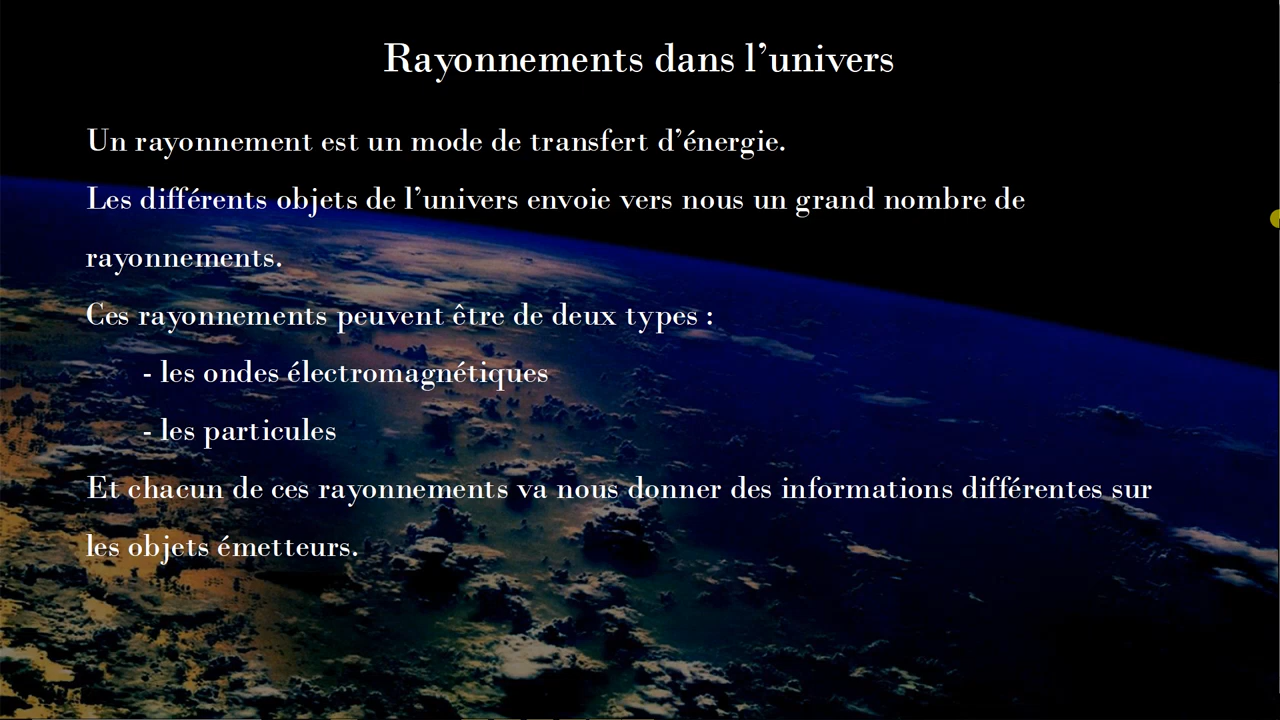 Rayonnements dans l’univers
Un rayonnement est un mode de transfert d’énergie.
Les différents objets de l’univers envoie vers nous un grand nombre de
rayonnements.
Ces rayonnements peuvent être de deux types :
- les ondes électromagnétiques
- les particules
Et chacun de ces rayonnements va nous donner des informations différentes sur
les objets émetteurs.